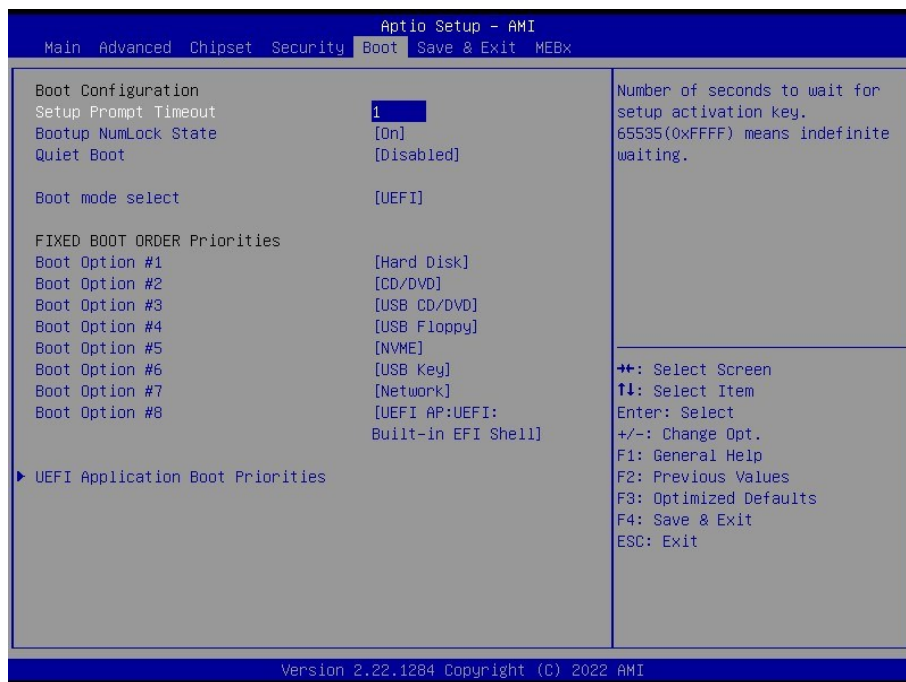 Aptio Setup – AMI
Main Advanced Chipset Security Boot Save & Exit MEBx
Boot Configuration
Setup Prompt Timeout 1
Bootup NumLock State [On]
Quiet Boot [Disabled]
Boot mode select [UEFI]
FIXED BOOT ORDER Priorities
Boot Option #1 [Hard Disk]
Boot Option #2 [CD/DVD]
Boot Option #3 [USB CD/DVD]
Boot Option #4 [USB Floppy]
Boot Option #5 [NVME]
Boot Option #6 [USB Key]
Boot Option #7 [Network]
Boot Option #8 [UEFI AP:UEFI:
Built-in EFI Shell]
UEFI Application Boot Priorities
Number of seconds to wait for
setup activation key.
65535(0xFFFF) means indefinite
waiting.
→←: Select Screen
↑↓: Select Item
Enter: Select
+/-: Change Opt.
F1: General Help
F2: Previous Values
F3: Optimized Defaults
F4: Save & Exit
ESC: Exit
Version 2.22.1284 Copyright (C) 2022 AMI